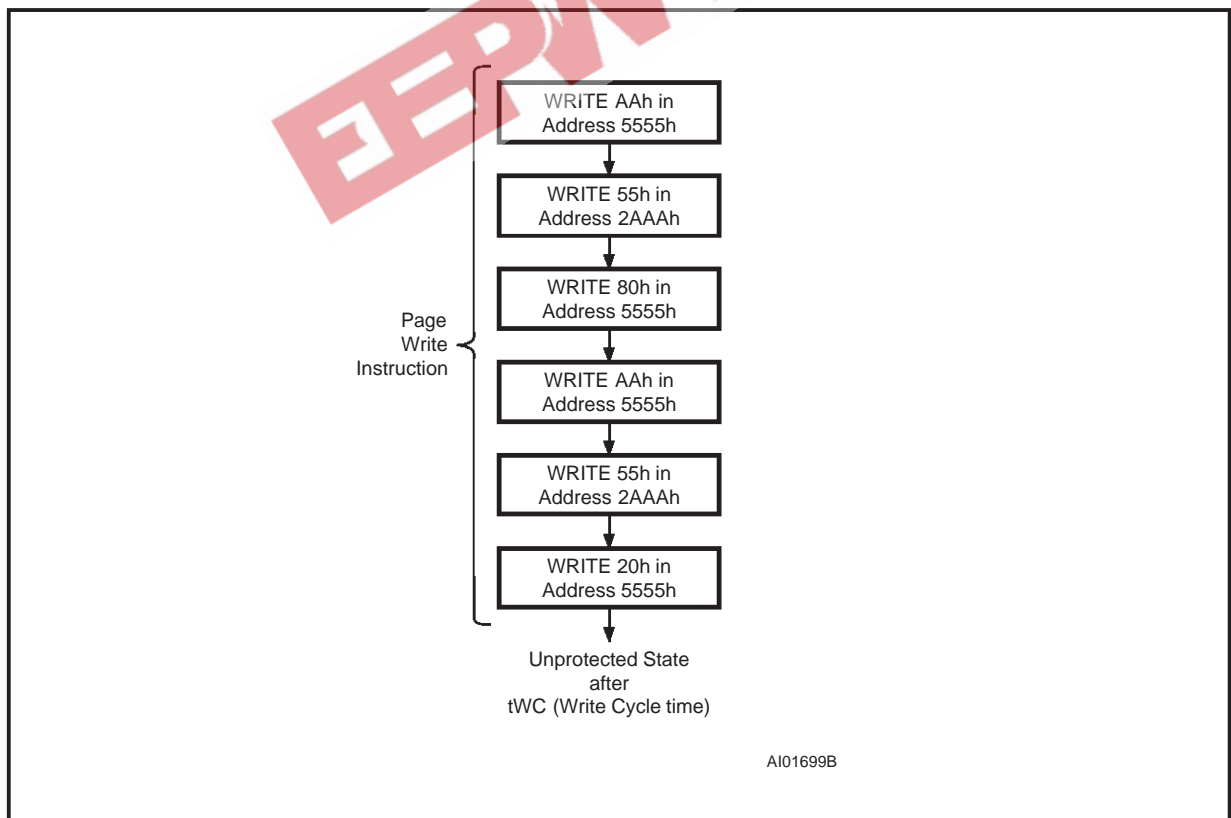 WRITE AAh in
Address 5555h
WRITE 55h in
Address 2AAAh
WRITE 80h in
Address 5555h
Page
Write
Instruction
WRITE AAh in
Address 5555h
WRITE 55h in
Address 2AAAh
WRITE 20h in
Address 5555h
Unprotected State
after
tWC (Write Cycle time)
AI01699B